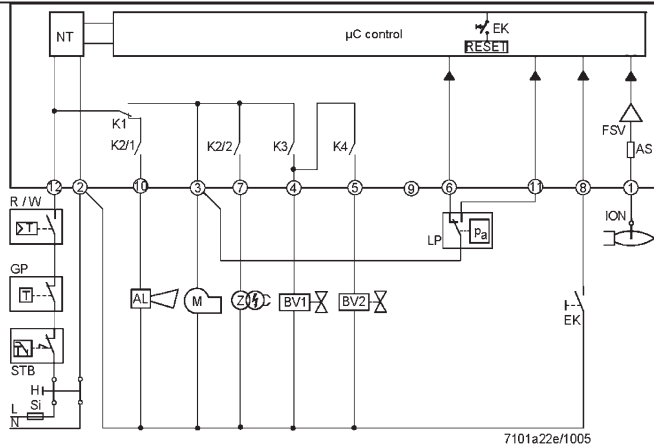 NT
µC control
EK
RESET
FSV
AS
K1
K2/1
K2/2
K3
K4
12 2 10 3 7 4 5 9 6 11 8 1
R / W
ΣT
LP
pa
ION
GP
T
AL
M
Z
BV1
BV2
EK
STB
H
Si
L
N
7101a22e/1005